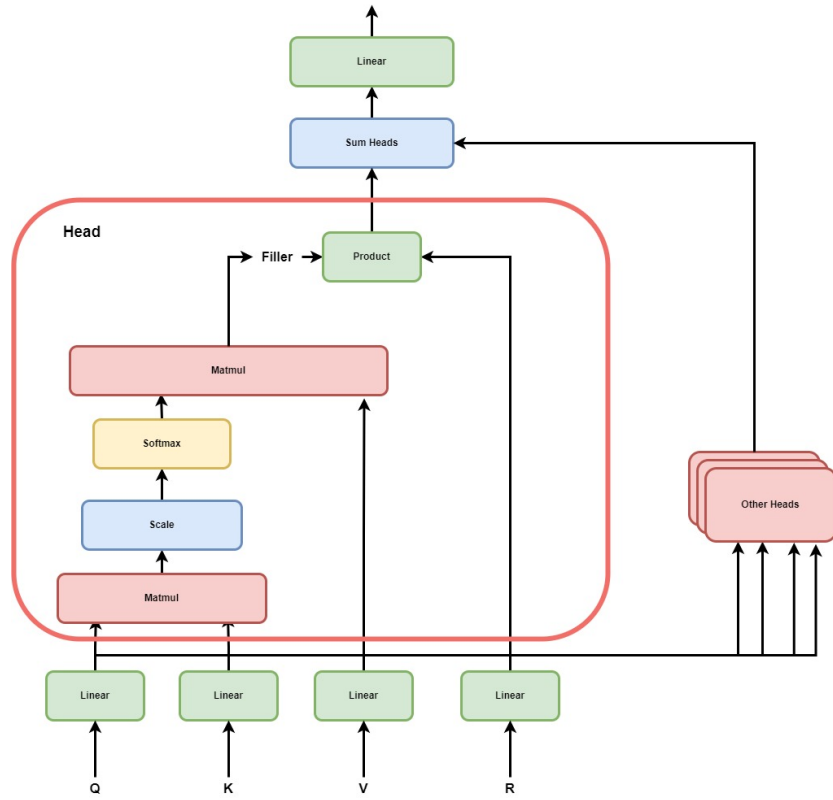 Linear
Sum Heads
Head
Filler
Product
Matmul
Softmax
Scale
Other Heads
Matmul
Linear
Linear
Linear
Linear
Q
K
V
R